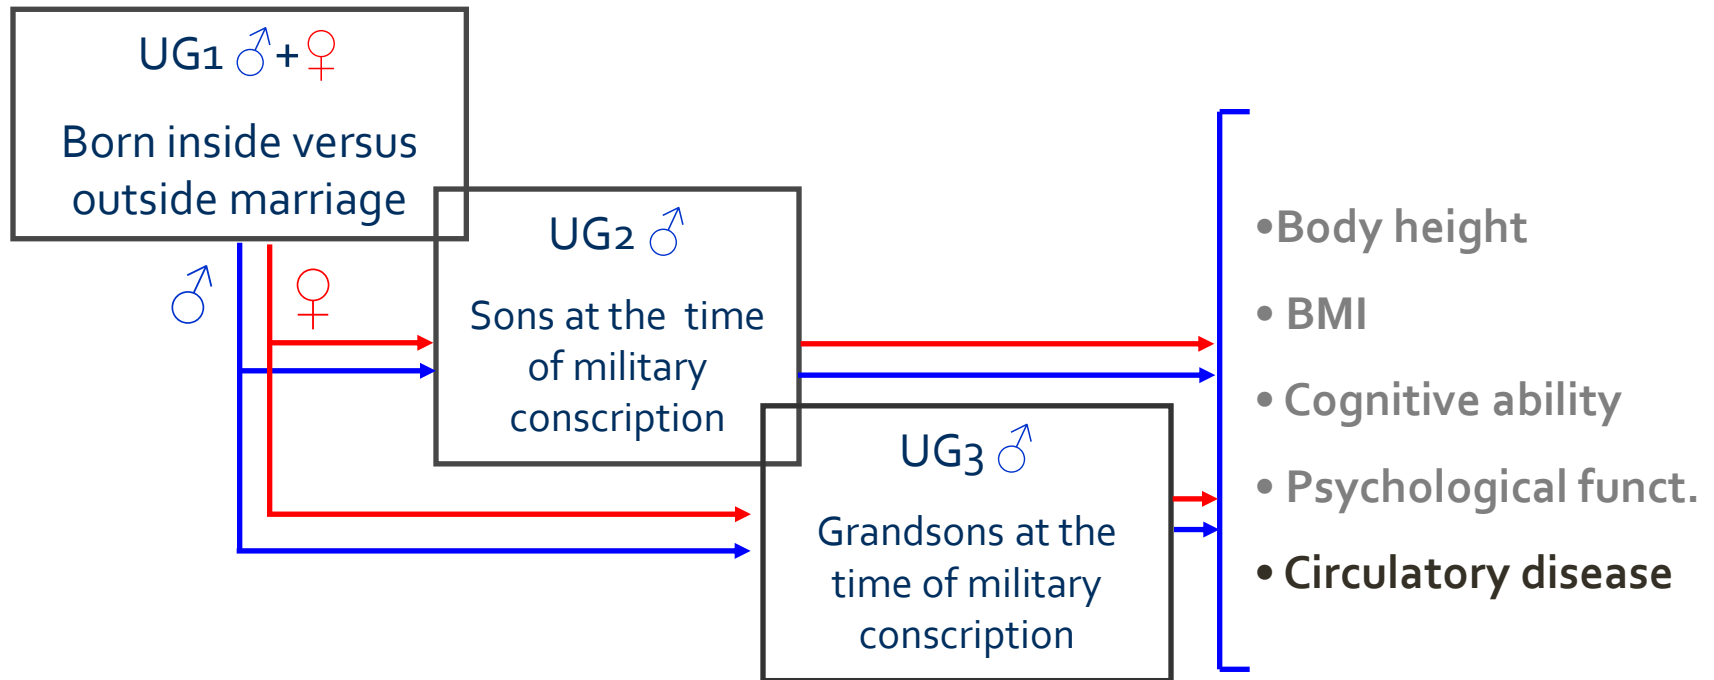 UG1 ♂+♀
Born inside versus
outside marriage
♂ ♀
UG2 ♂
Sons at the time
of military
conscription
UG3 ♂
Grandsons at the
time of military
conscription
•Body height
• BMI
• Cognitive ability
• Psychological funct.
• Circulatory disease